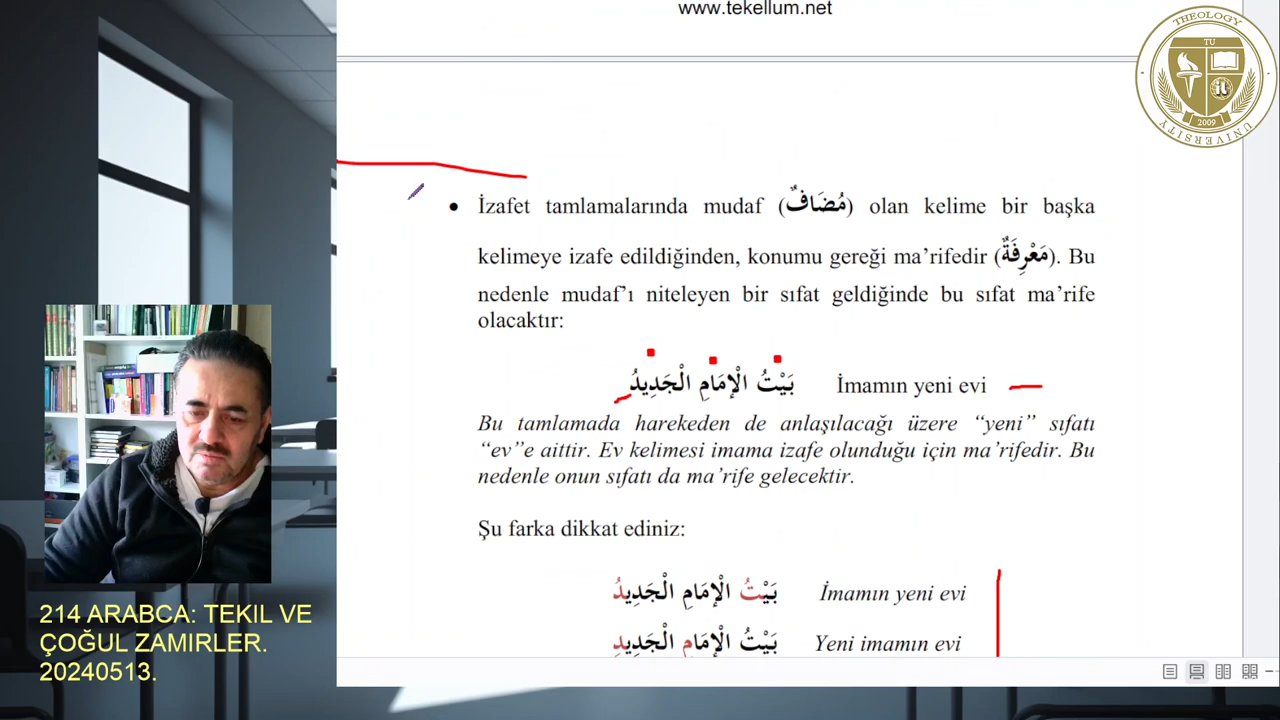 www.tekellum.net
THEOLOGY
TU
2009
UNIVERSITY
• İzafet tamlamalarında mudaf (مُضَافٌ) olan kelime bir başka
kelimeye izafe edildiğinden, konumu gereği ma’rifedir (مَعْرِفَةٌ). Bu
nedenle mudaf’ı niteleyen bir sıfat geldiğinde bu sıfat ma’rife
olacaktır:
بَيْتُ الْإمَامِ الْجَدِيدُ İmamın yeni evi
Bu tamlamada harekeden de anlaşılacağı üzere “yeni” sıfatı
“ev”e aittir. Ev kelimesi imama izafe olunduğu için ma’rifedir. Bu
nedenle onun sıfatı da ma’rife gelecektir.
Şu farka dikkat ediniz:
بَيْتُ الْإمَامِ الْجَدِيدُ İmamın yeni evi
بَيْتُ الْإمَامِ الْجَدِيدِ Yeni imamın evi
214 ARABCA: TEKIL VE
ÇOĞUL ZAMIRLER.
20240513.